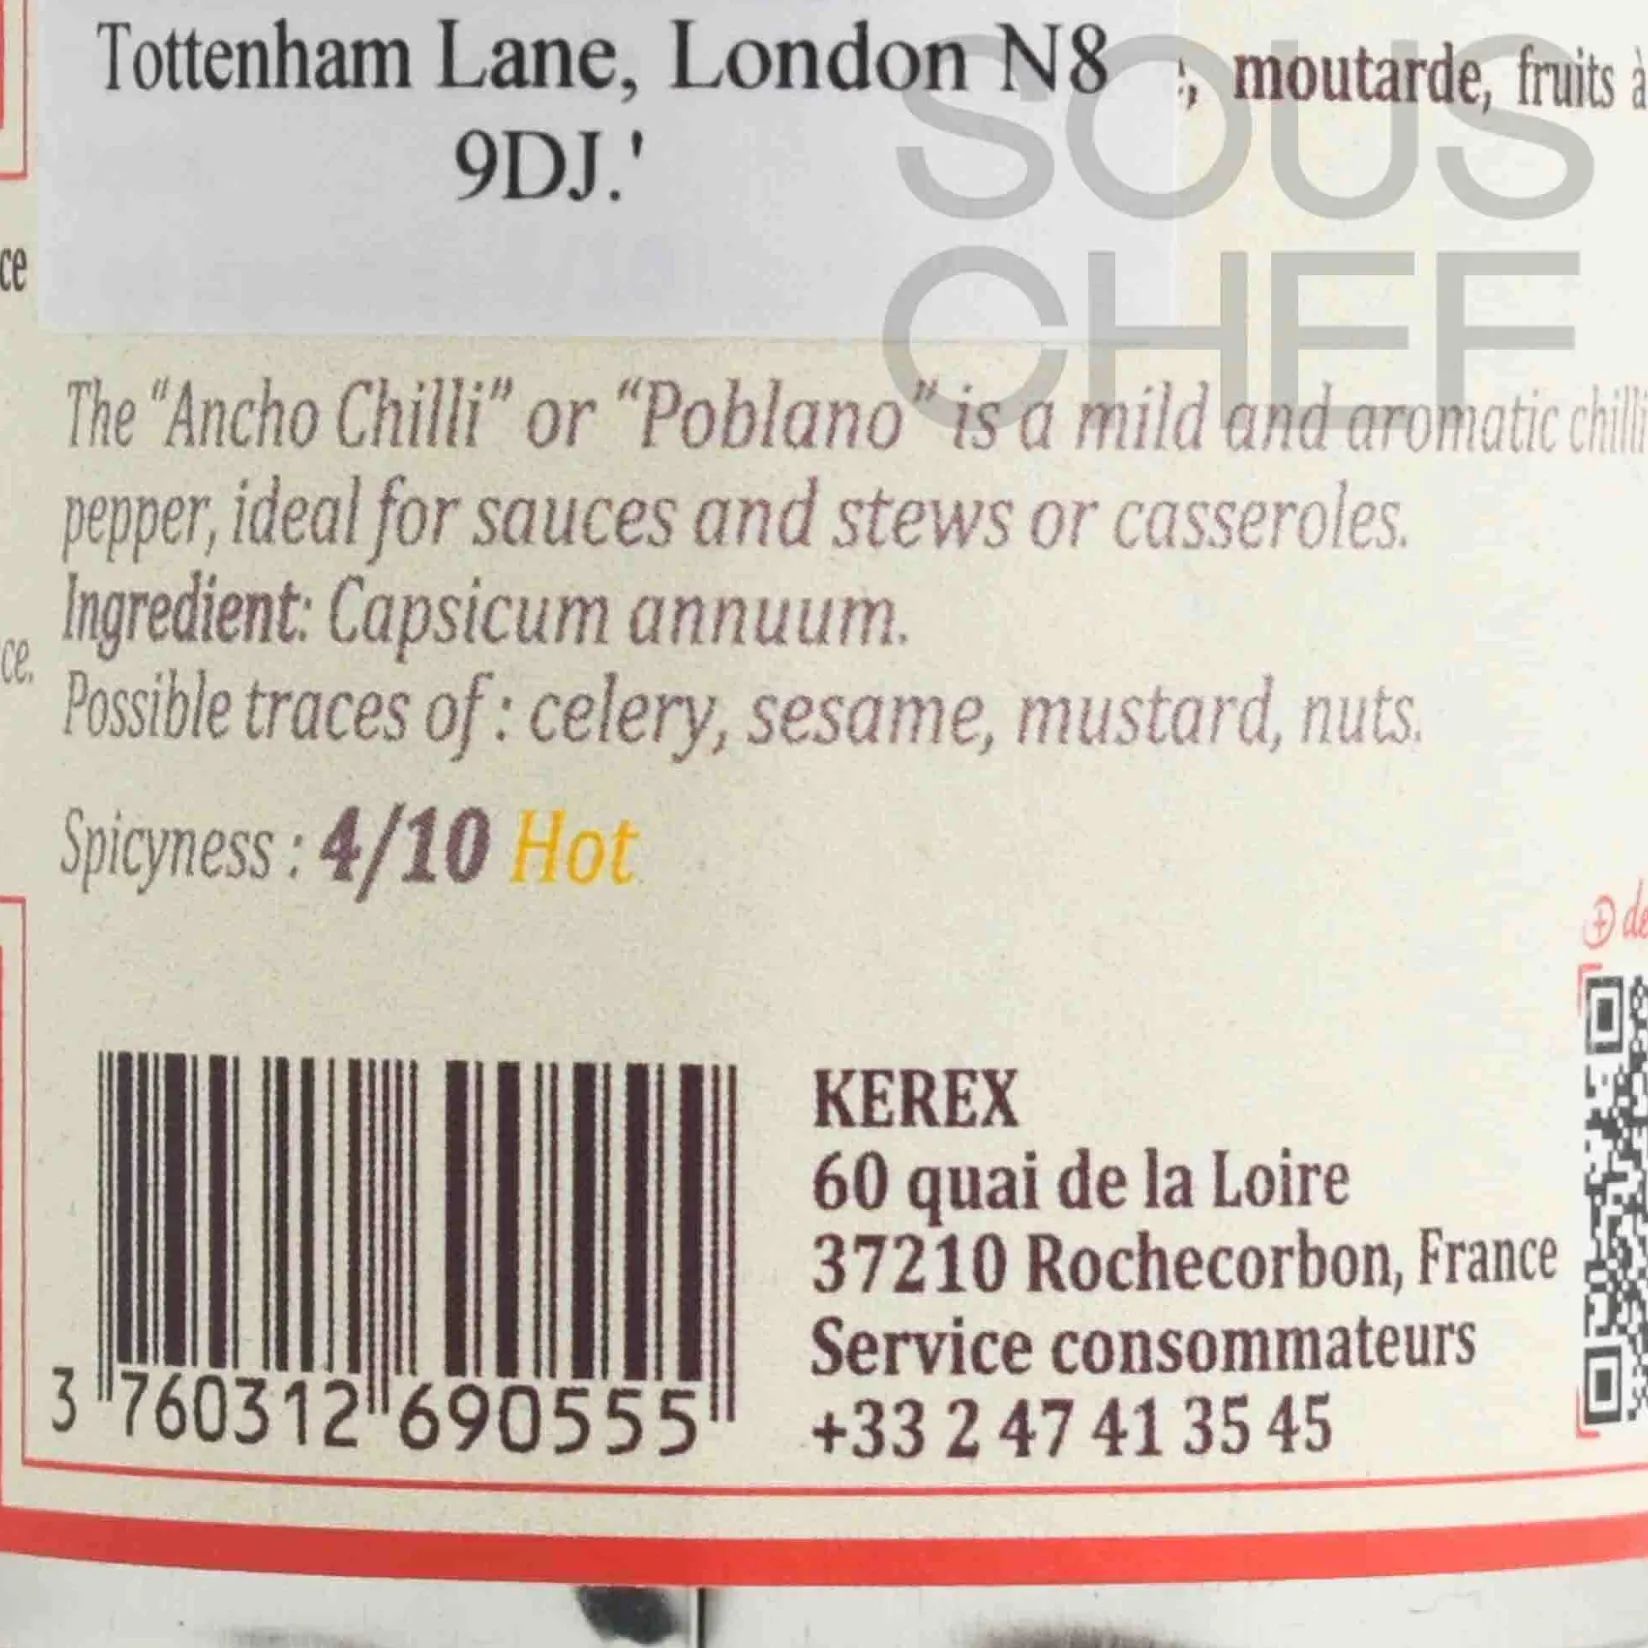 Tottenham Lane, London N8
9DJ.'
, moutarde, fruits à
SOUS
CHEF
ce
The "Ancho Chilli" or "Poblano" is a mild and aromatic chilli
pepper, ideal for sauces and stews or casseroles.
Ingredient: Capsicum annuum.
ce.
Possible traces of : celery, sesame, mustard, nuts.
Spicyness : 4/10 Hot
+ de
KEREX
60 quai de la Loire
37210 Rochecorbon, France
Service consommateurs
+33 2 47 41 35 45
3 760312 690555